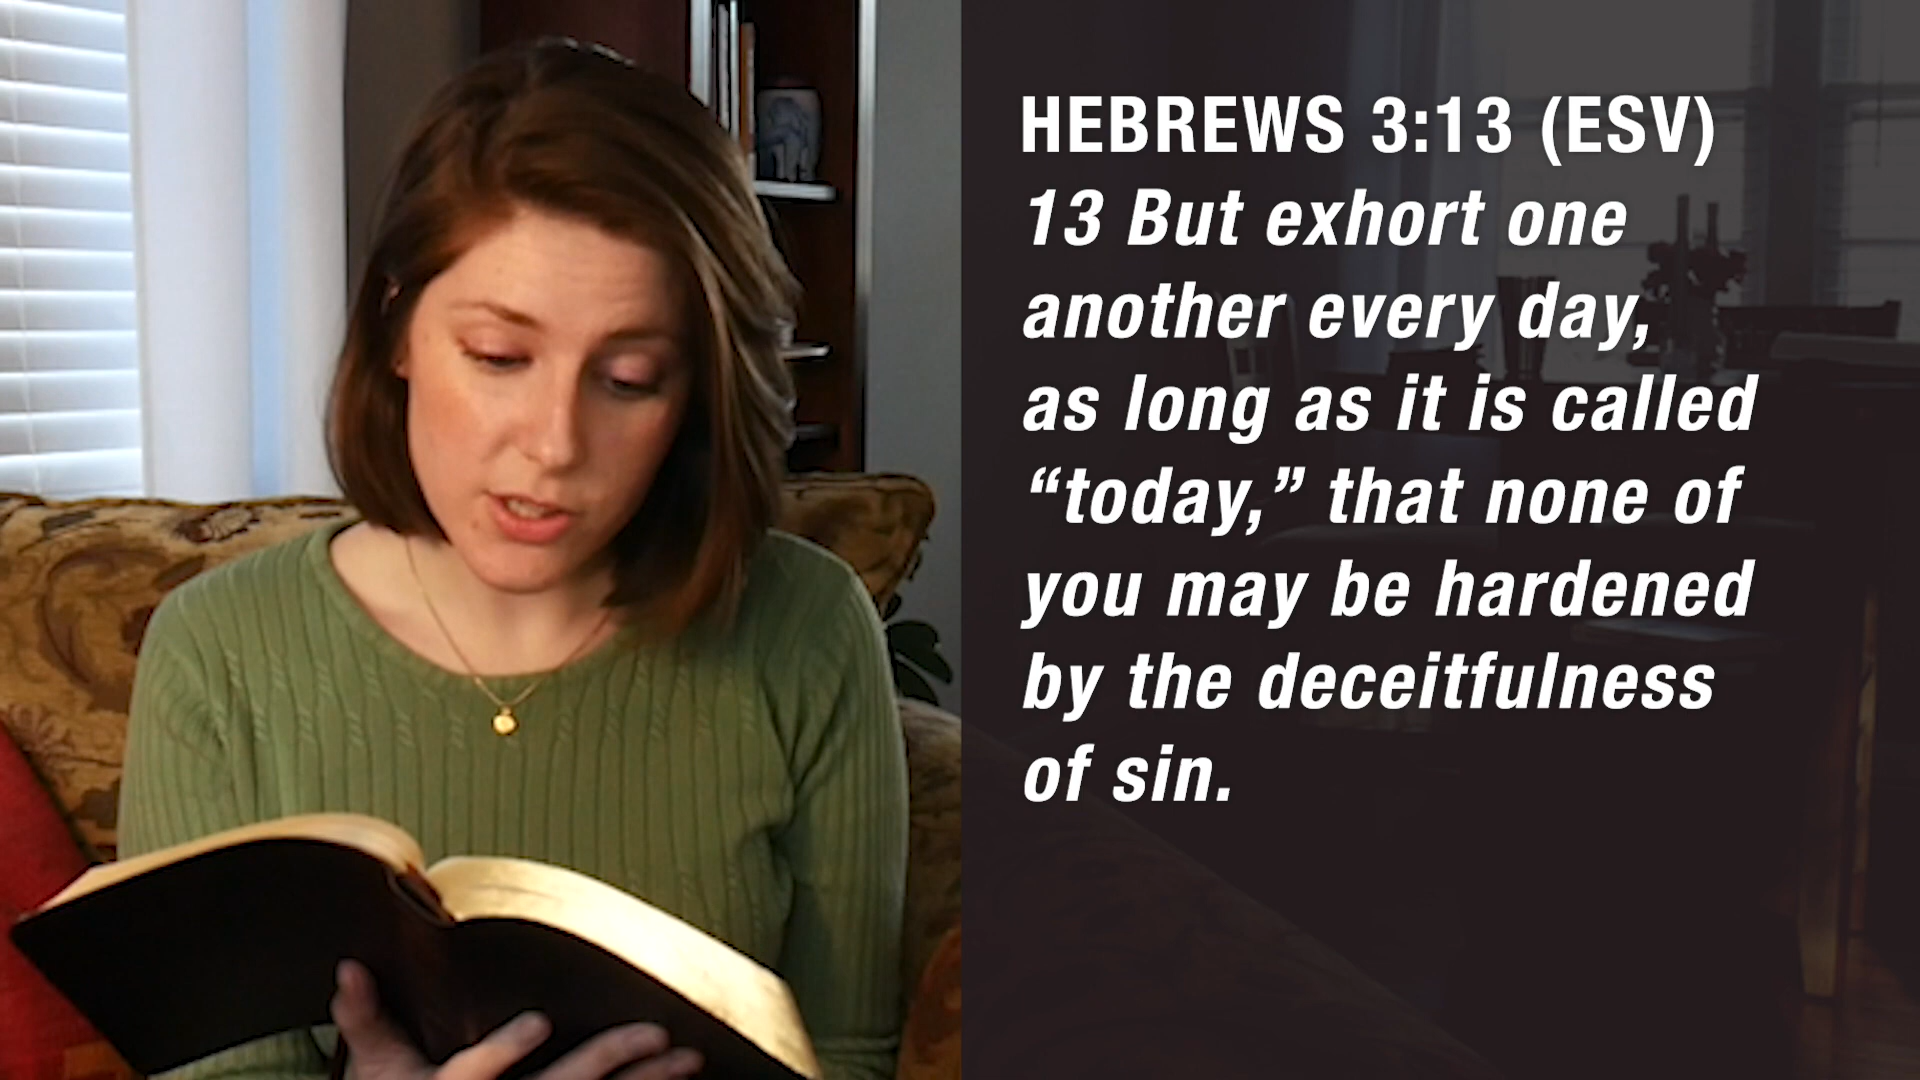 HEBREWS 3:13 (ESV)
13 But exhort one
another every day,
as long as it is called
“today,” that none of
you may be hardened
by the deceitfulness
of sin.